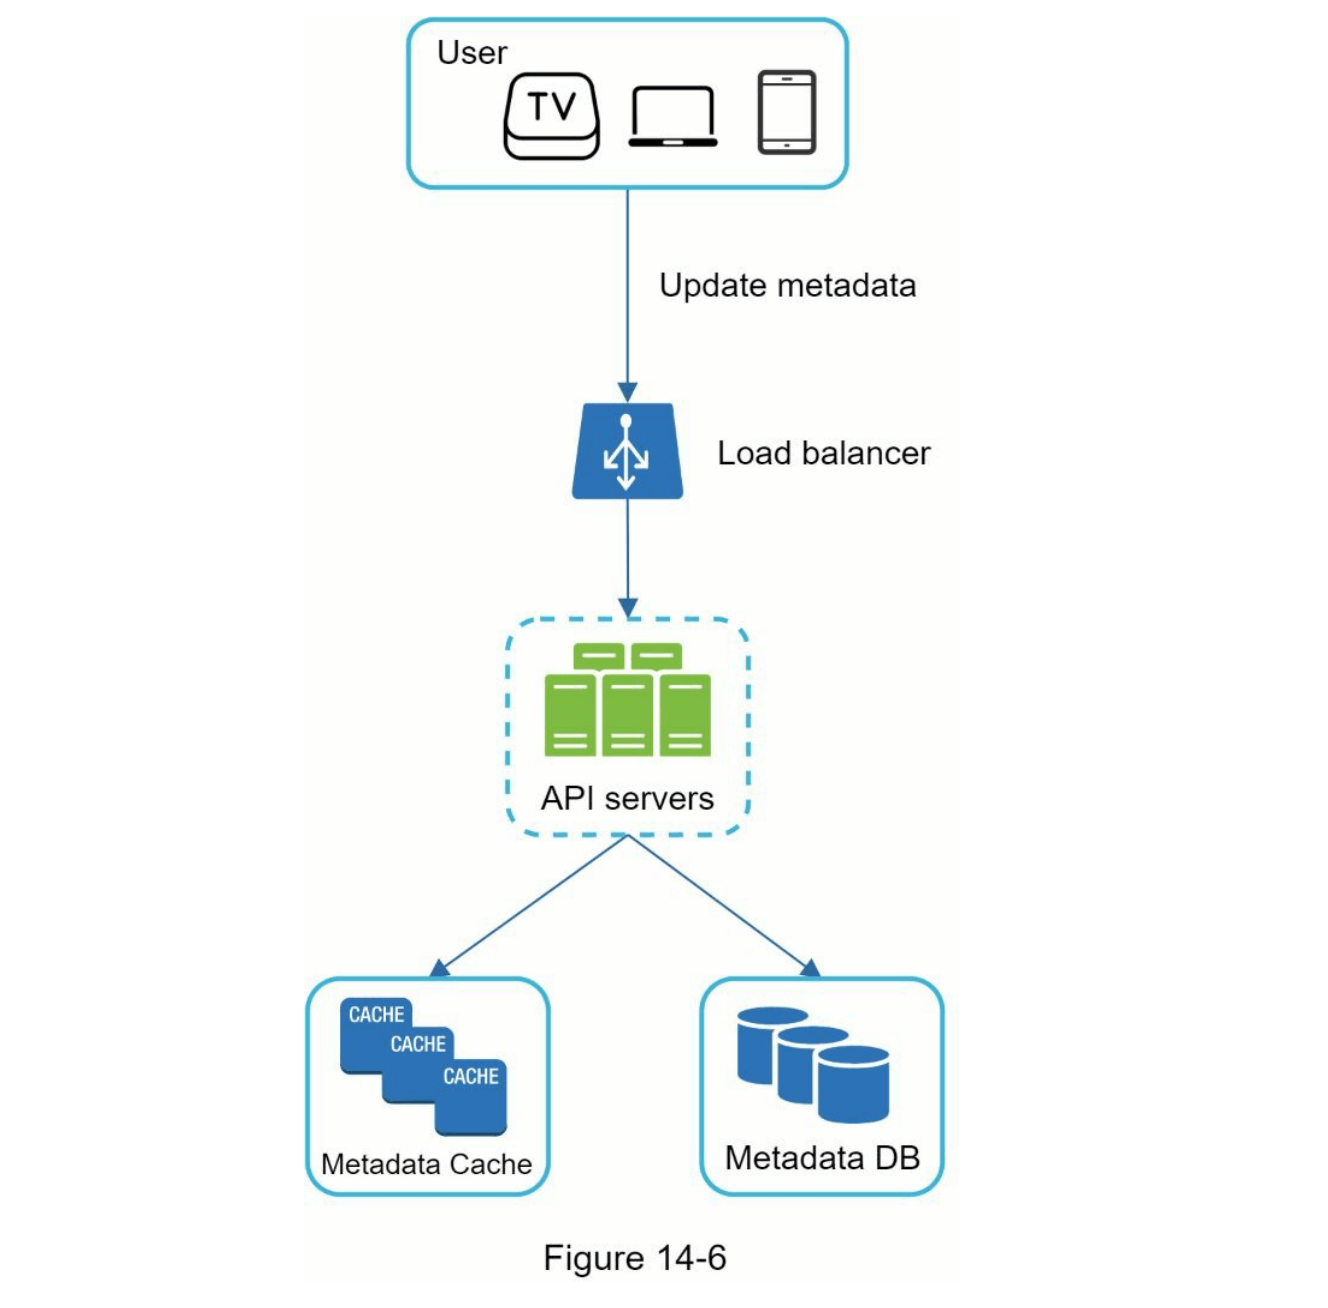 User
TV
Update metadata
Load balancer
API servers
CACHE
CACHE
CACHE
Metadata Cache
Metadata DB
Figure 14-6